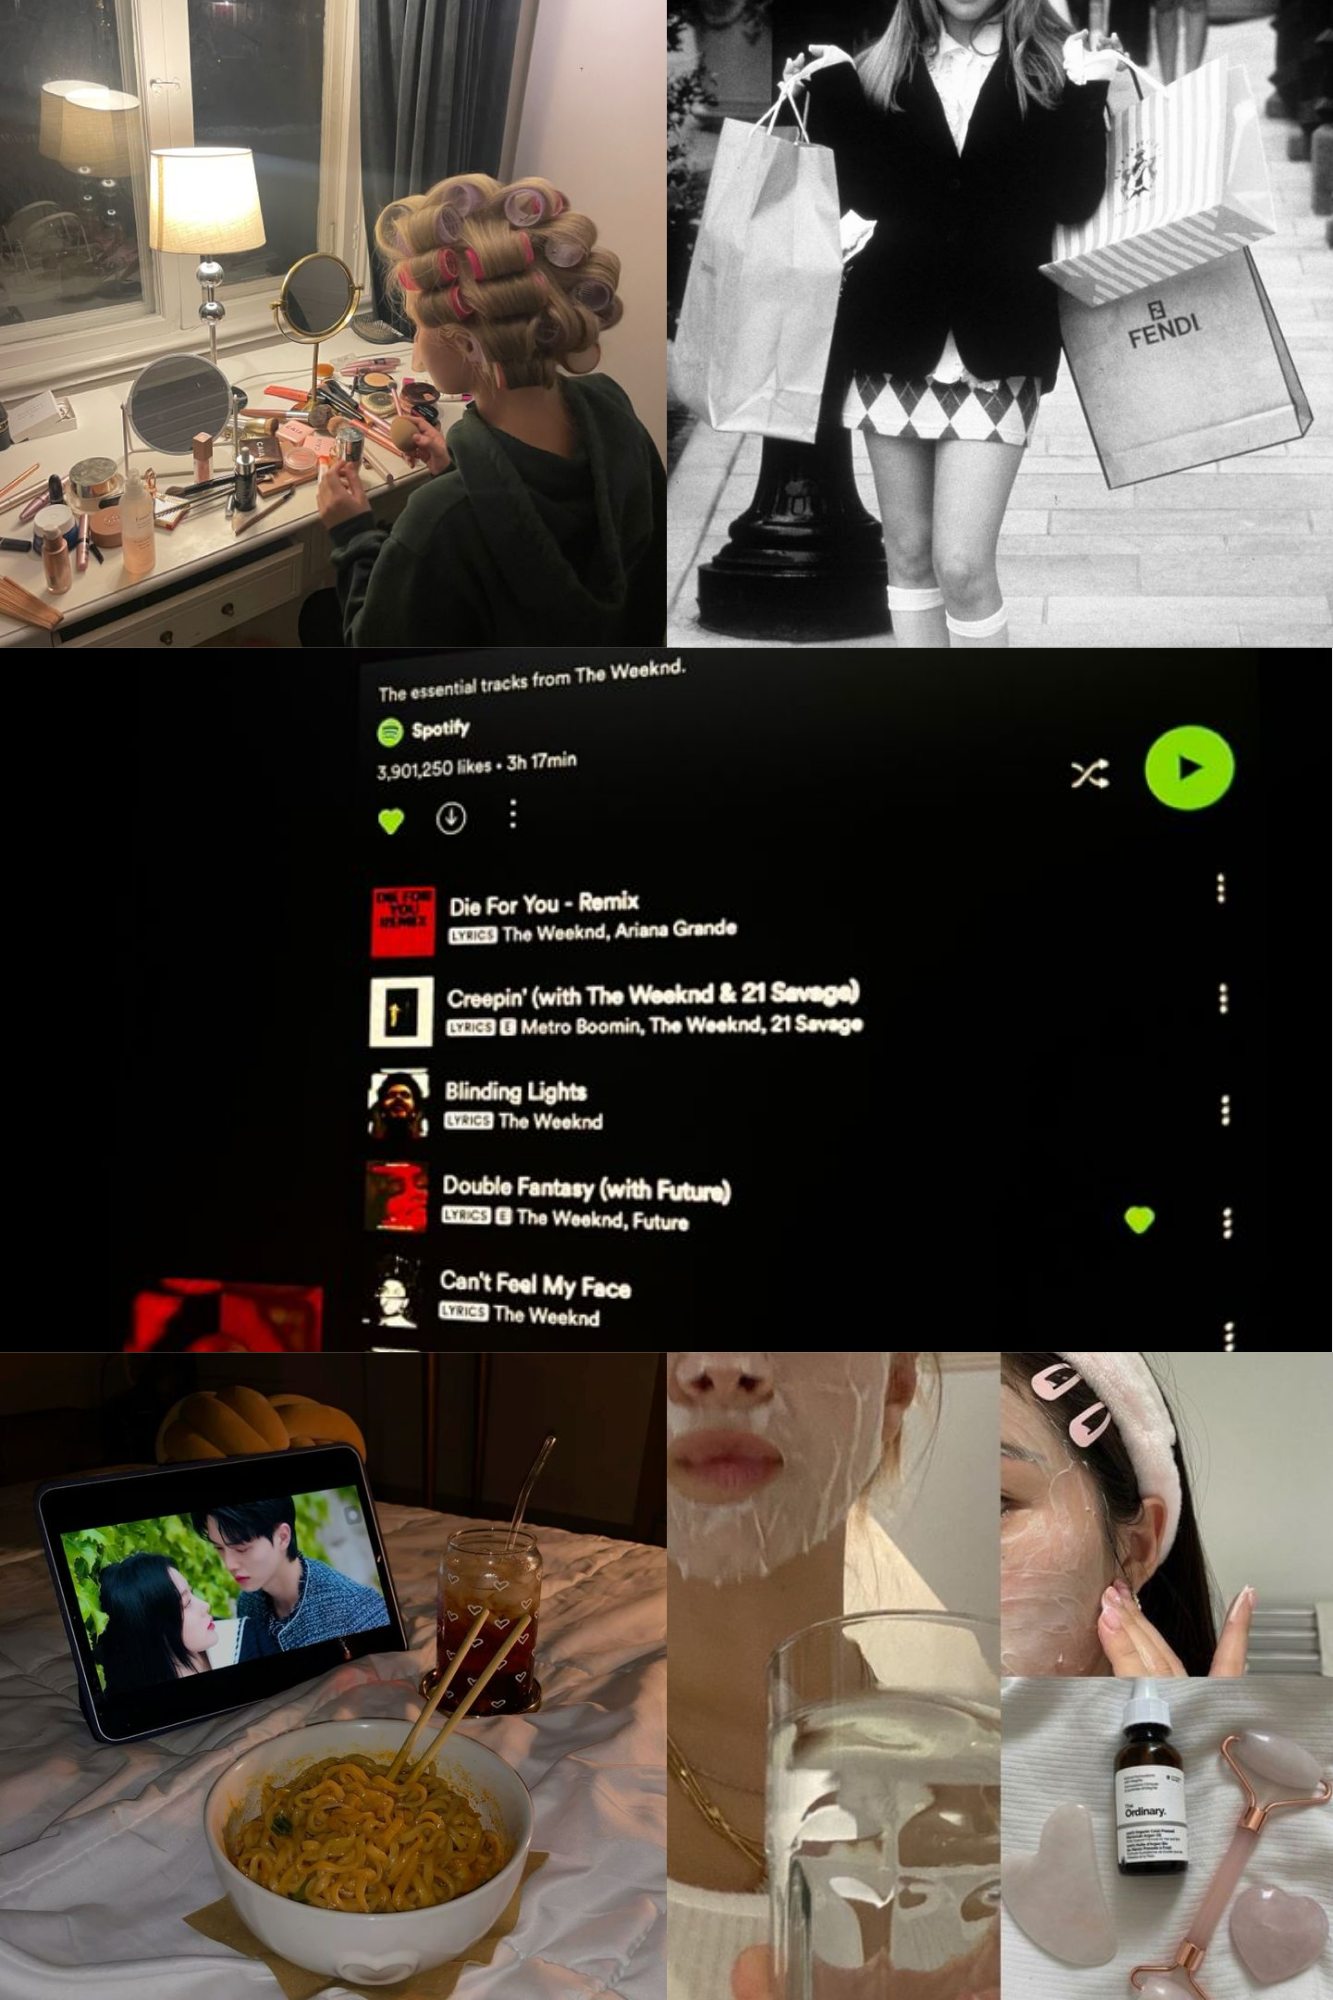 FENDI
The essential tracks from The Weeknd.
Spotify
3,901,250 likes • 3h 17min
DIE FOR
YOU
REMIX
Die For You - Remix
LYRICS The Weeknd, Ariana Grande
Creepin' (with The Weeknd & 21 Savage)
LYRICS E Metro Boomin, The Weeknd, 21 Savage
Blinding Lights
LYRICS The Weeknd
Double Fantasy (with Future)
LYRICS E The Weeknd, Future
Can't Feel My Face
LYRICS The Weeknd
The
Ordinary.